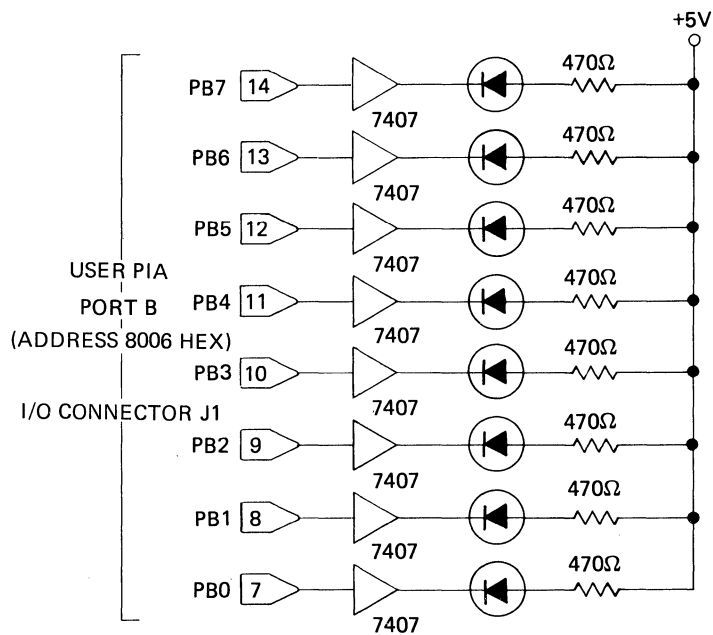 +5V
PB7 14 7407 470Ω
PB6 13 7407 470Ω
PB5 12 7407 470Ω
USER PIA
PORT B
(ADDRESS 8006 HEX)
I/O CONNECTOR J1
PB4 11 7407 470Ω
PB3 10 7407 470Ω
PB2 9 7407 470Ω
PB1 8 7407 470Ω
PB0 7 7407 470Ω